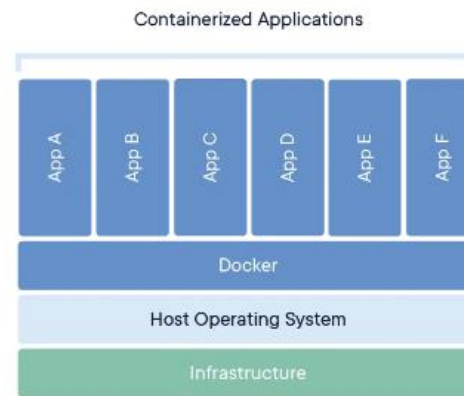 Containerized Applications
App A
App B
App C
App D
App E
App F
Docker
Host Operating System
Infrastructure